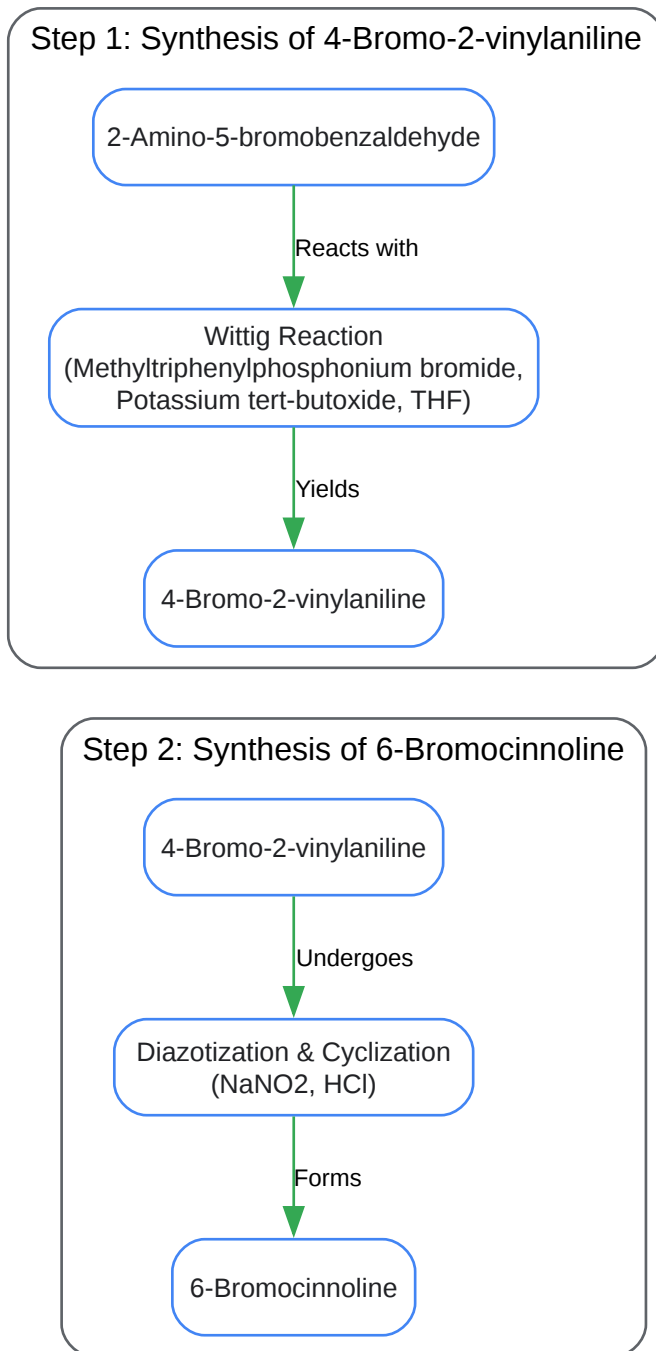 Step 1: Synthesis of 4-Bromo-2-vinylaniline
2-Amino-5-bromobenzaldehyde
Reacts with
Wittig Reaction
(Methyltriphenylphosphonium bromide,
Potassium tert-butoxide, THF)
Yields
4-Bromo-2-vinylaniline
Step 2: Synthesis of 6-Bromocinnoline
4-Bromo-2-vinylaniline
Undergoes
Diazotization & Cyclization
(NaNO2, HCl)
Forms
6-Bromocinnoline